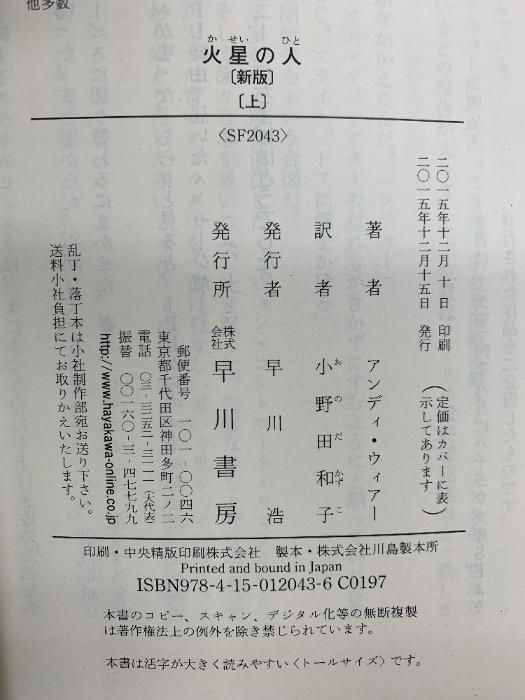 他多数
火星の人
〔新版〕
〔上〕
〈SF2043〉
二〇一五年十二月 十日 印刷
二〇一五年十二月十五日 発行
(定価はカバーに表
示してあります)
著者 アンディ・ウィアー
訳者 小野田和子
発行者 早川 浩
発行所 株式会社 早川書房
郵便番号 一〇一-〇〇四六
東京都千代田区神田多町二ノ二
電話 〇三-三二五二-三一一一(大代表)
振替 〇〇一六〇-三-四七七九九
http://www.hayakawa-online.co.jp
乱丁・落丁本は小社制作部宛お送り下さい。
送料小社負担にてお取りかえいたします。
印刷・中央精版印刷株式会社 製本・株式会社川島製本所
Printed and bound in Japan
ISBN978-4-15-012043-6 C0197
本書のコピー、スキャン、デジタル化等の無断複製
は著作権法上の例外を除き禁じられています。
本書は活字が大きく読みやすい〈トールサイズ〉です。